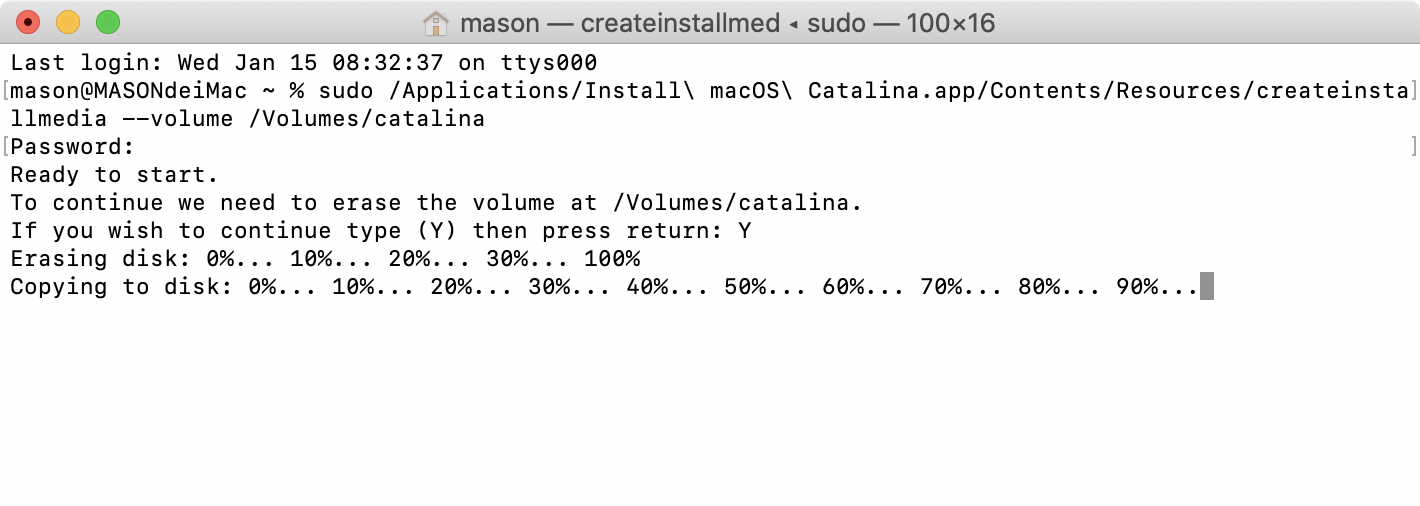 mason — createinstallmed ◂ sudo — 100×16
Last login: Wed Jan 15 08:32:37 on ttys000
[mason@MASONdeiMac ~ % sudo /Applications/Install\ macOS\ Catalina.app/Contents/Resources/createinsta]
llmedia --volume /Volumes/catalina
[Password: ]
Ready to start.
To continue we need to erase the volume at /Volumes/catalina.
If you wish to continue type (Y) then press return: Y
Erasing disk: 0%... 10%... 20%... 30%... 100%
Copying to disk: 0%... 10%... 20%... 30%... 40%... 50%... 60%... 70%... 80%... 90%...